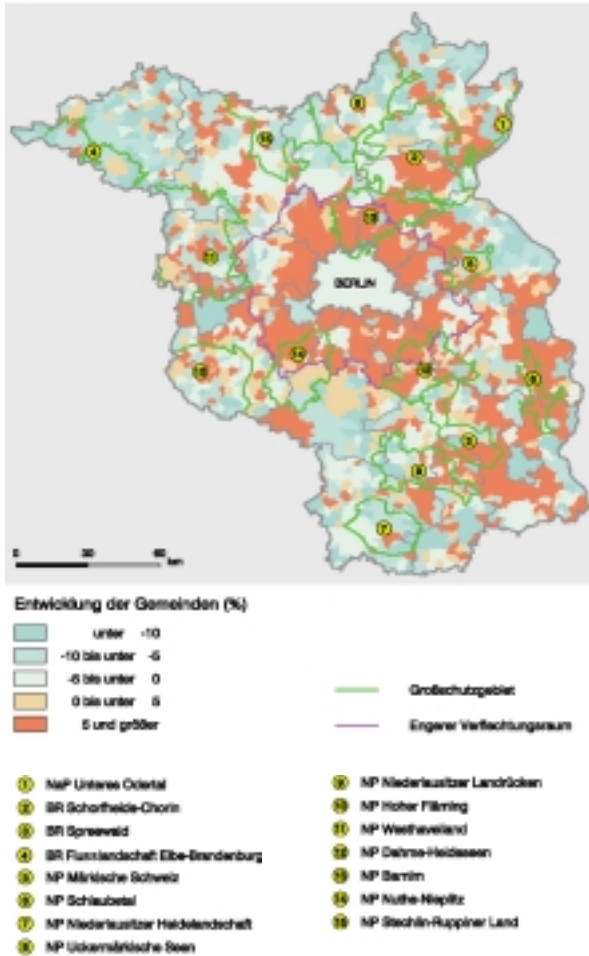 BERLIN
0 30 60 km
Entwicklung der Gemeinden (%)
unter -10
-10 bis unter -5
-5 bis unter 0
0 bis unter 5
5 und größer
Großschutzgebiet
Engerer Verflechtungsraum
1 NaP Unteres Odertal
2 BR Schorfheide-Chorin
3 BR Spreewald
4 BR Flusslandschaft Elbe-Brandenburg
5 NP Märkische Schweiz
6 NP Schlaubetal
7 NP Niederlausitzer Heidelandschaft
8 NP Uckermärkische Seen
9 NP Niederlausitzer Landrücken
10 NP Hoher Fläming
11 NP Westhavelland
12 NP Dahme-Heideseen
13 NP Barnim
14 NP Nuthe-Nieplitz
15 NP Stechlin-Ruppiner Land